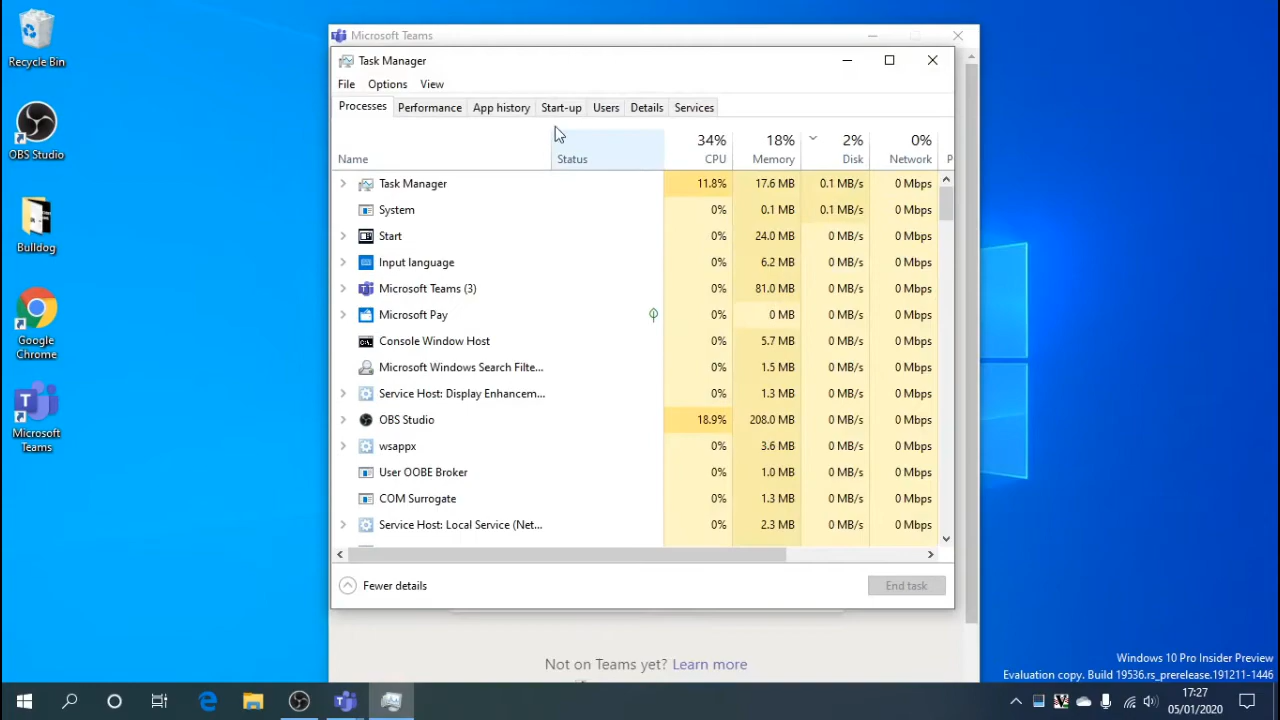 Recycle Bin
OBS Studio
Bulldog
Google
Chrome
Microsoft
Teams
Microsoft Teams
Task Manager
File Options View
Processes Performance App history Start-up Users Details Services
34% 18% 2% 0%
Name Status CPU Memory Disk Network P
Task Manager 11.8% 17.6 MB 0.1 MB/s 0 Mbps
System 0% 0.1 MB 0.1 MB/s 0 Mbps
Start 0% 24.0 MB 0 MB/s 0 Mbps
Input language 0% 6.2 MB 0 MB/s 0 Mbps
Microsoft Teams (3) 0% 81.0 MB 0 MB/s 0 Mbps
Microsoft Pay 0% 0 MB 0 MB/s 0 Mbps
Console Window Host 0% 5.7 MB 0 MB/s 0 Mbps
Microsoft Windows Search Filte... 0% 1.5 MB 0 MB/s 0 Mbps
Service Host: Display Enhancem... 0% 1.3 MB 0 MB/s 0 Mbps
OBS Studio 18.9% 208.0 MB 0 MB/s 0 Mbps
wsappx 0% 3.6 MB 0 MB/s 0 Mbps
User OOBE Broker 0% 1.0 MB 0 MB/s 0 Mbps
COM Surrogate 0% 1.3 MB 0 MB/s 0 Mbps
Service Host: Local Service (Net... 0% 2.3 MB 0 MB/s 0 Mbps
Fewer details End task
Not on Teams yet? Learn more
Windows 10 Pro Insider Preview
Evaluation copy. Build 19536.rs_prerelease.191211-1446
17:27
05/01/2020